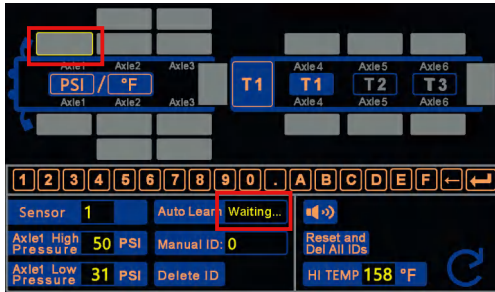 Axle1 Axle2 Axle3 Axle4 Axle5 Axle6
PSI / °F T1 T1 T2 T3
Axle1 Axle2 Axle3 Axle4 Axle5 Axle6
1 2 3 4 5 6 7 8 9 0 . A B C D E F ← ↵
Sensor 1 Auto Learn Waiting...
Axle1 High Pressure 50 PSI Manual ID: 0 Reset and Del All IDs
Axle1 Low Pressure 31 PSI Delete ID HI TEMP 158 °F